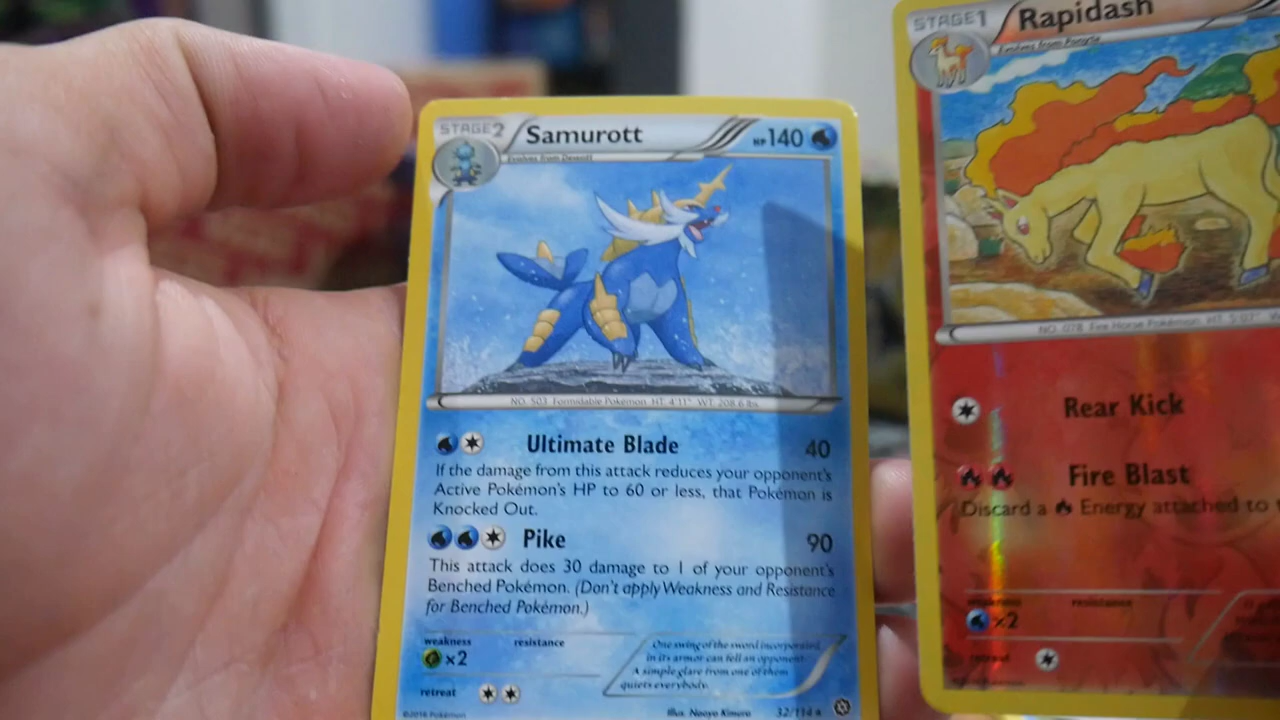 STAGE2 Samurott HP140
Evolves from Dewott
NO. 503 Formidable Pokémon HT: 4'11" WT: 208.6 lbs.
Ultimate Blade 40
If the damage from this attack reduces your opponent's
Active Pokémon's HP to 60 or less, that Pokémon is
Knocked Out.
Pike 90
This attack does 30 damage to 1 of your opponent's
Benched Pokémon. (Don't apply Weakness and Resistance
for Benched Pokémon.)
weakness resistance
×2
retreat
One swing of the sword incorporated
in its armor can fell an opponent.
A simple glare from one of them
quiets everybody.
©2016 Pokémon Illus. Naoyo Kimura 32/114
STAGE1 Rapidash
Evolves from Ponyta
NO. 078 Fire Horse Pokémon HT: 5'07"
Rear Kick
Fire Blast
Discard a Energy attached to
weakness resistance
×2
retreat